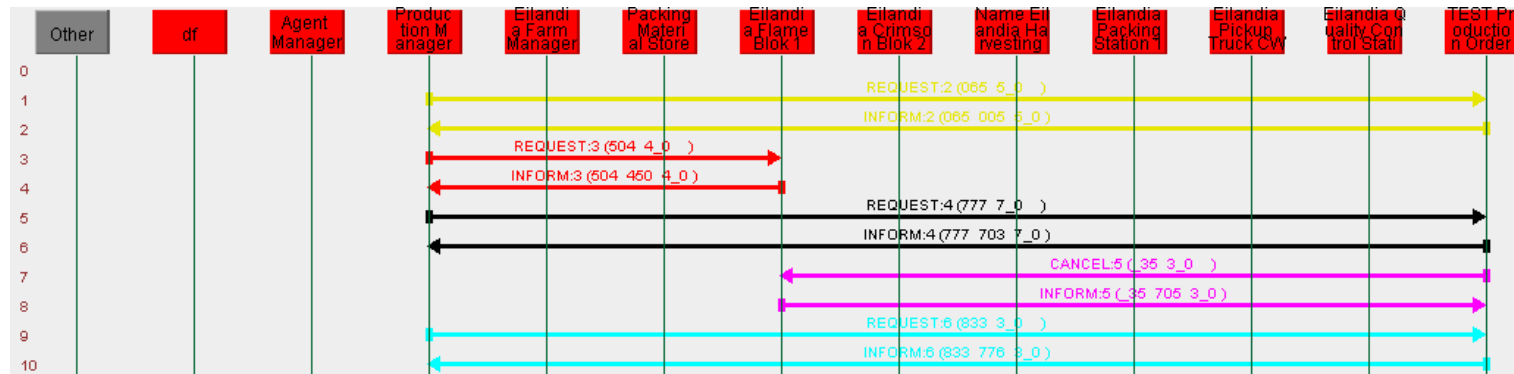 Other
df
Agent
Manager
Produc
tion M
anager
Eilandi
a Farm
Manager
Packing
Materi
al Store
Eilandi
a Flame
Blok 1
Eilandi
a Crimso
n Blok 2
Name Eil
andia Ha
rvesting
Eilandia
Packing
Station 1
Eilandia
Pickup
Truck CW
Eilandia Q
uality Con
trol Stati
TEST Pr
oductio
n Order
0
1
REQUEST:2 (065 5_0 )
2
INFORM:2 (065 005 5_0 )
3
REQUEST:3 (504 4_0 )
4
INFORM:3 (504 450 4_0 )
5
REQUEST:4 (777 7_0 )
6
INFORM:4 (777 703 7_0 )
7
CANCEL:5 (_35 3_0 )
8
INFORM:5 (_35 705 3_0 )
9
REQUEST:6 (833 3_0 )
10
INFORM:6 (833 776 3_0 )